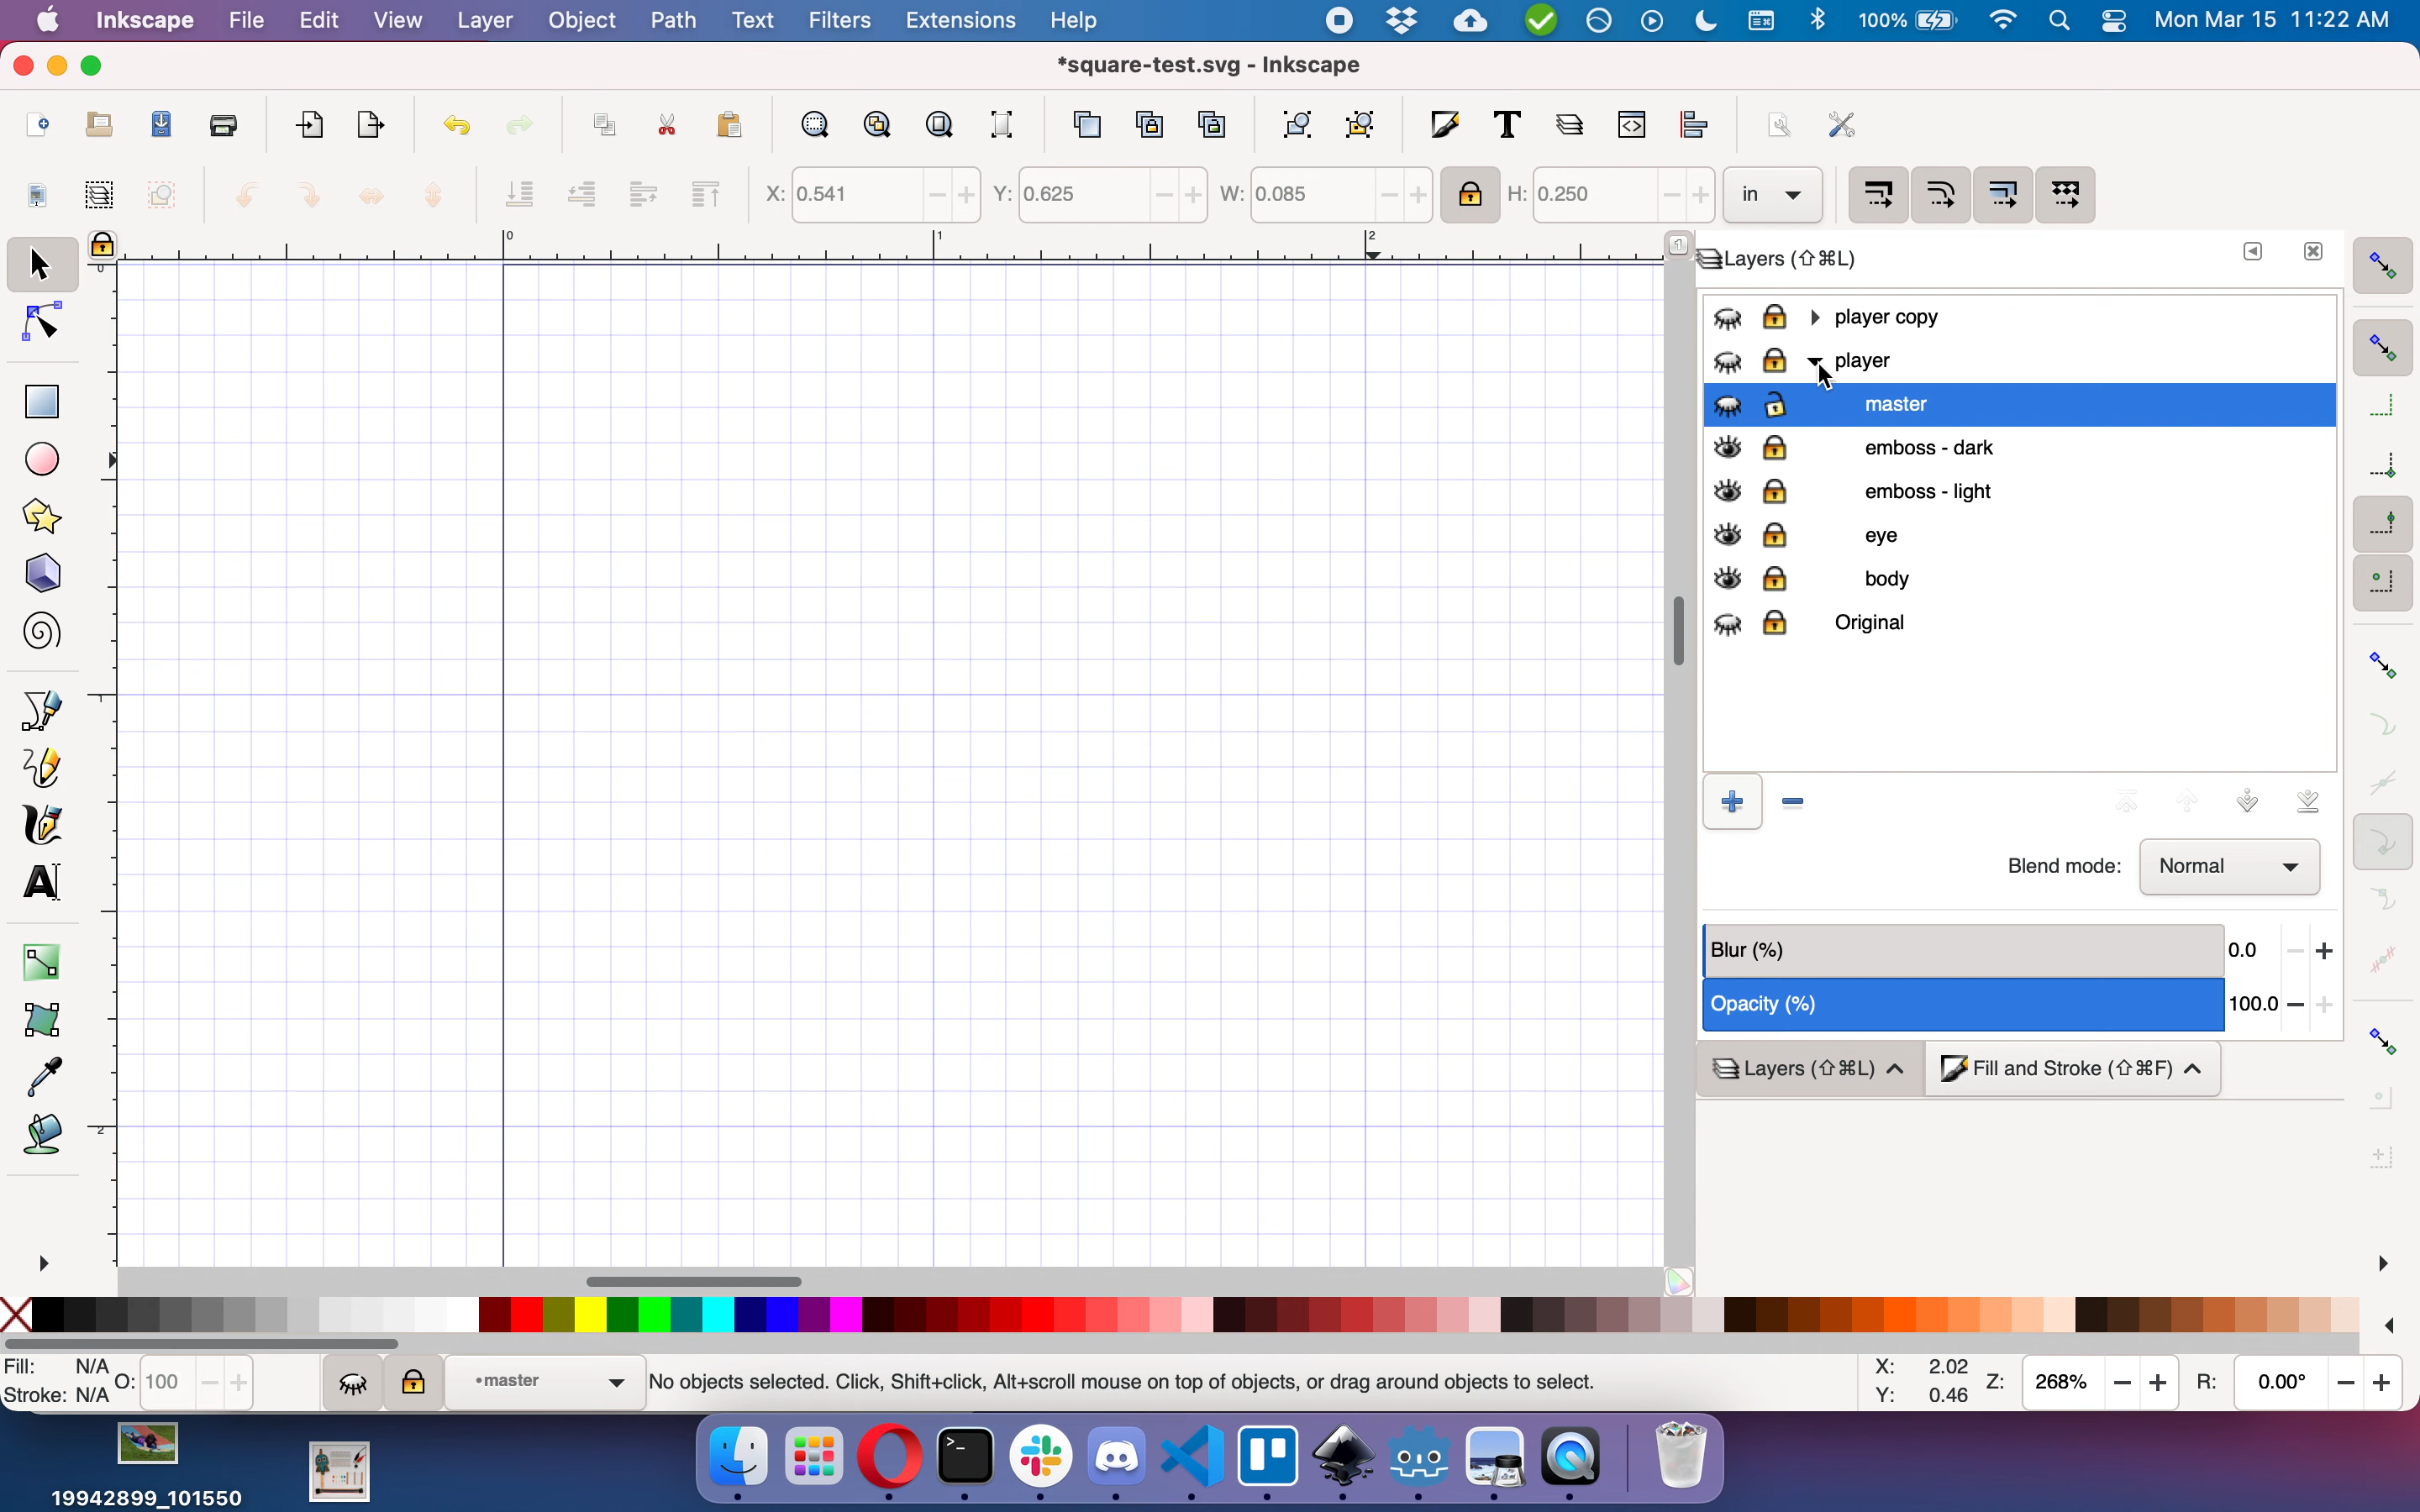 Inkscape File Edit View Layer Object Path Text Filters Extensions Help 100% Mon Mar 15 11:22 AM
*square-test.svg - Inkscape
X: 0.541 Y: 0.625 W: 0.085 H: 0.250 in
0 1 2
0
1
2
1
Layers (⇧⌘L)
player copy
player
master
emboss - dark
emboss - light
eye
body
Original
Blend mode: Normal
Blur (%) 0.0
Opacity (%) 100.0
Layers (⇧⌘L) Fill and Stroke (⇧⌘F)
Fill: N/A
Stroke: N/A
O: 100
•master
No objects selected. Click, Shift+click, Alt+scroll mouse on top of objects, or drag around objects to select.
X: 2.02
Y: 0.46
Z: 268%
R: 0.00°
19942899_101550